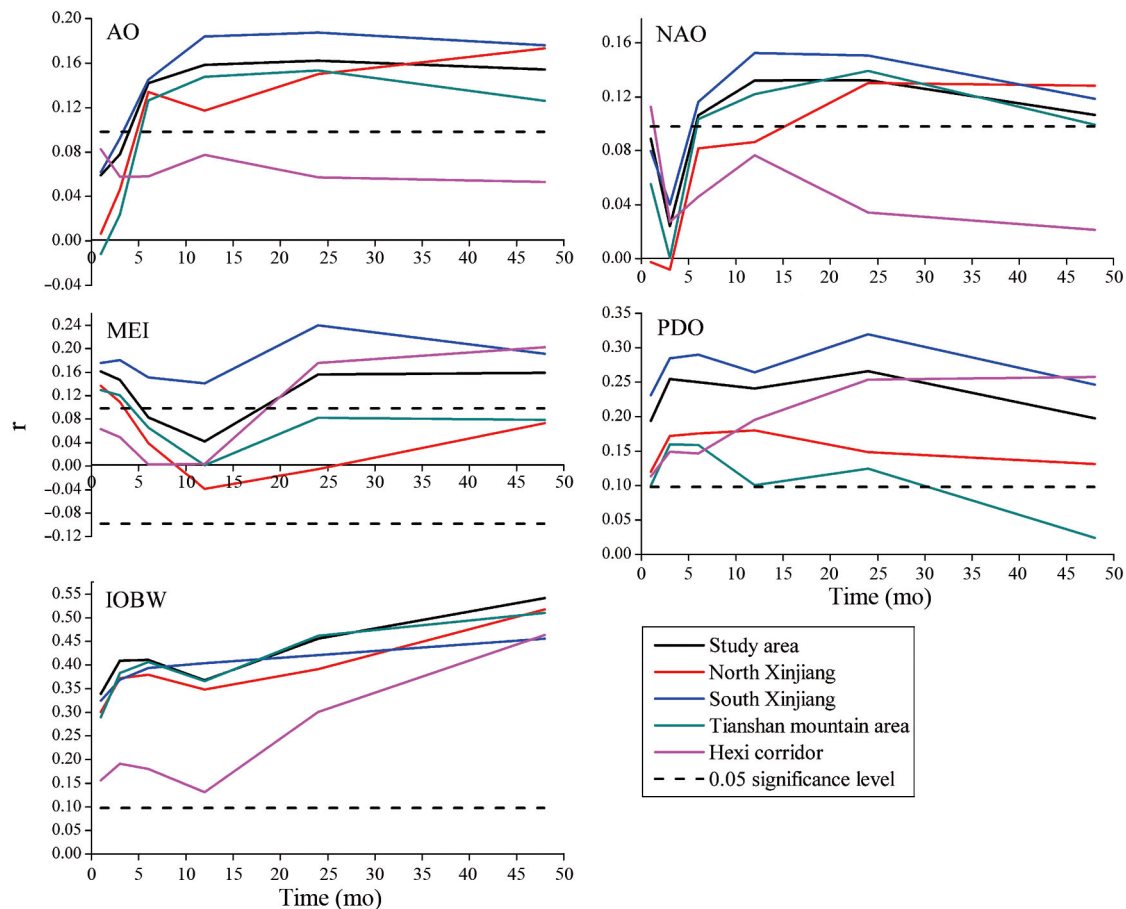 AO
0.20
0.16
0.12
0.08
0.04
0.00
-0.04
0 5 10 15 20 25 30 35 40 45 50
NAO
0.16
0.12
0.08
0.04
0.00
0 5 10 15 20 25 30 35 40 45 50
MEI
0.24
0.20
0.16
0.12
0.08
0.04
0.00
-0.04
-0.08
-0.12
0 5 10 15 20 25 30 35 40 45 50
r
PDO
0.35
0.30
0.25
0.20
0.15
0.10
0.05
0.00
0 5 10 15 20 25 30 35 40 45 50
Time (mo)
IOBW
0.55
0.50
0.45
0.40
0.35
0.30
0.25
0.20
0.15
0.10
0.05
0.00
0 5 10 15 20 25 30 35 40 45 50
Time (mo)
Study area
North Xinjiang
South Xinjiang
Tianshan mountain area
Hexi corridor
0.05 significance level